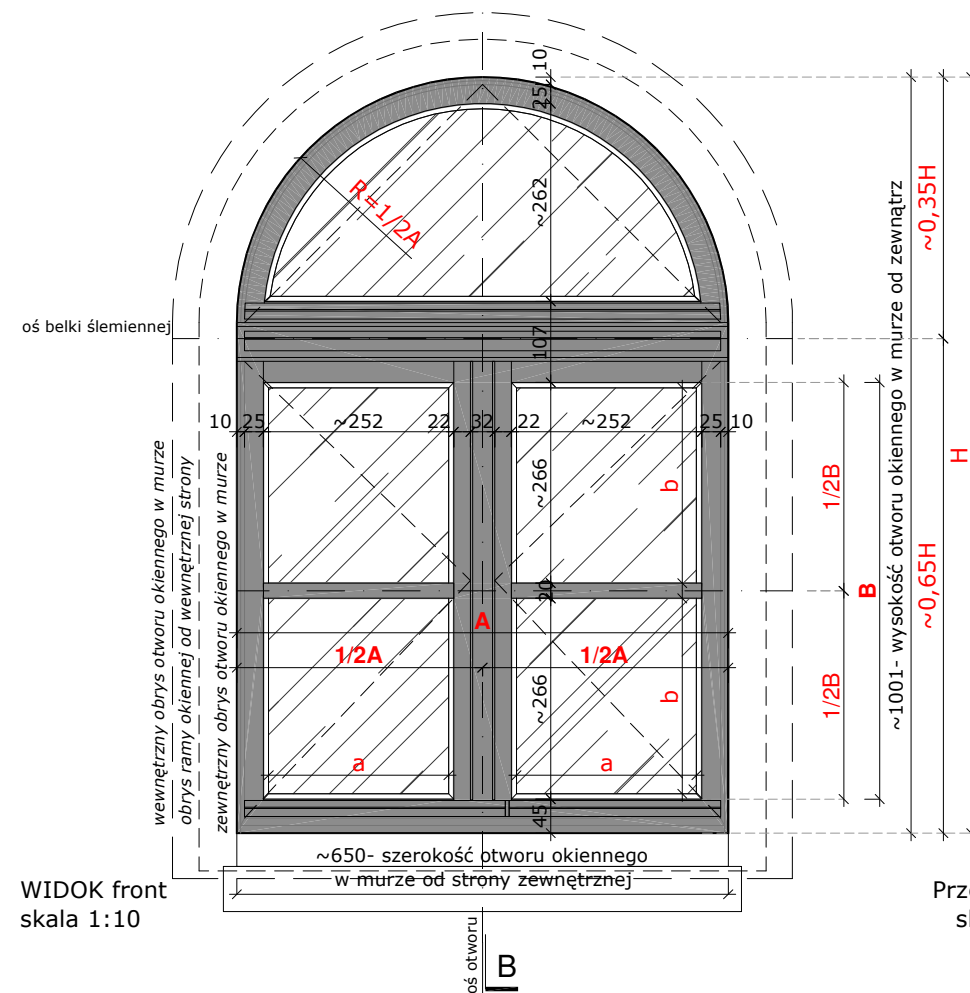 10
25
~262
R=1/2A
~0,35H
oś belki ślemiennej
107
10 25 ~252 22 32 22 ~252 25 10
~266
b
1/2B
20
B
H
~0,65H
~1001- wysokość otworu okiennego w murze od zewnątrz
A
1/2A 1/2A
~266
b
1/2B
a a
45
wewnętrzny obrys otworu okiennego w murze
obrys ramy okiennej od wewnętrznej strony
zewnętrzny obrys otworu okiennego w murze
~650- szerokość otworu okiennego
w murze od strony zewnętrznej
WIDOK front
skala 1:10
oś otworu
B
Prze
sk